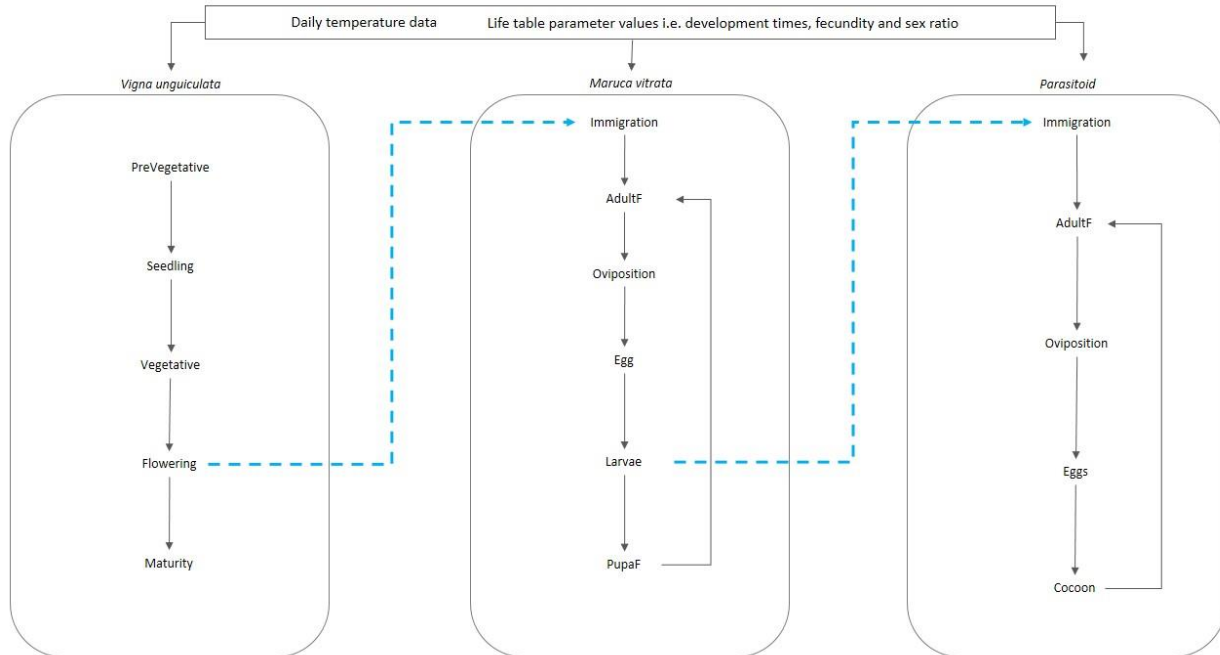 Daily temperature data Life table parameter values i.e. development times, fecundity and sex ratio
Vigna unguiculata
PreVegetative
Seedling
Vegetative
Flowering
Maturity
Maruca vitrata
Immigration
AdultF
Oviposition
Egg
Larvae
PupaF
Parasitoid
Immigration
AdultF
Oviposition
Eggs
Cocoon